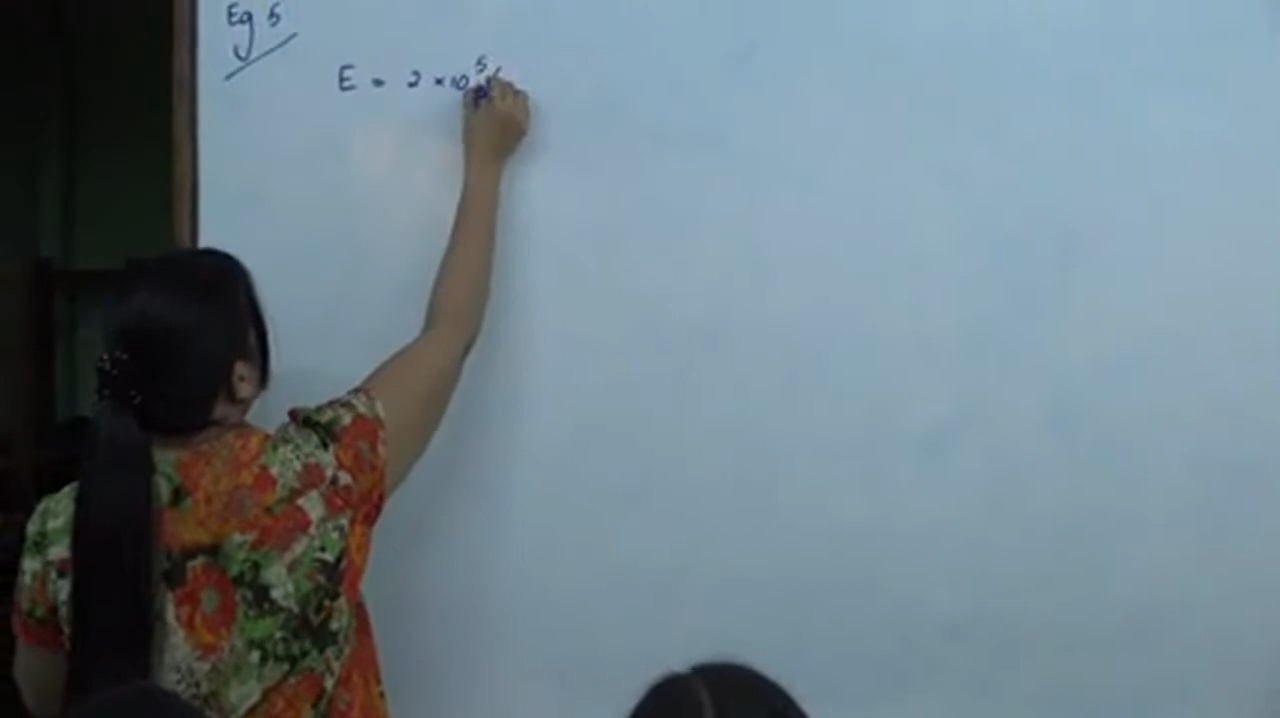 Eg 5
E = 2 × 10⁵